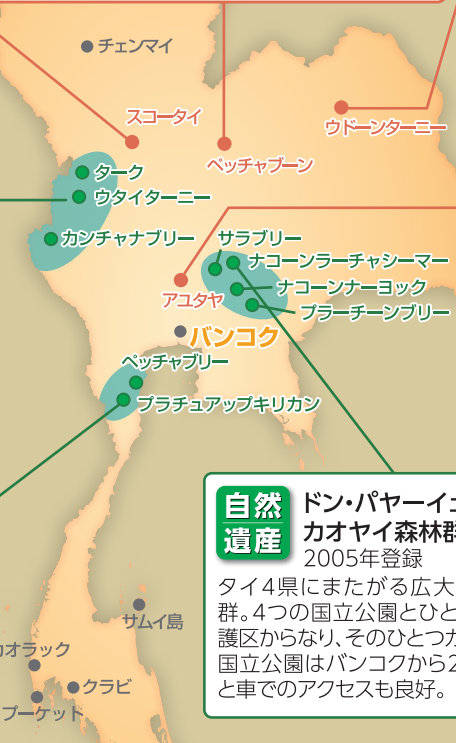 チェンマイ
スコータイ
ウドーンターニー
ペッチャブーン
ターク
ウタイターニー
カンチャナブリー
サラブリー
ナコーンラーチャシーマー
ナコーンナーヨック
プラーチーンブリー
アユタヤ
バンコク
ペッチャブリー
プラチュアップキリカン
自然
遺産
ドン・パヤーイェ
カオヤイ森林群
2005年登録
タイ4県にまたがる広大
群。4つの国立公園とひと
護区からなり、そのひとつが
国立公園はバンコクから2
と車でのアクセスも良好。
サムイ島
カオラック
クラビ
プーケット